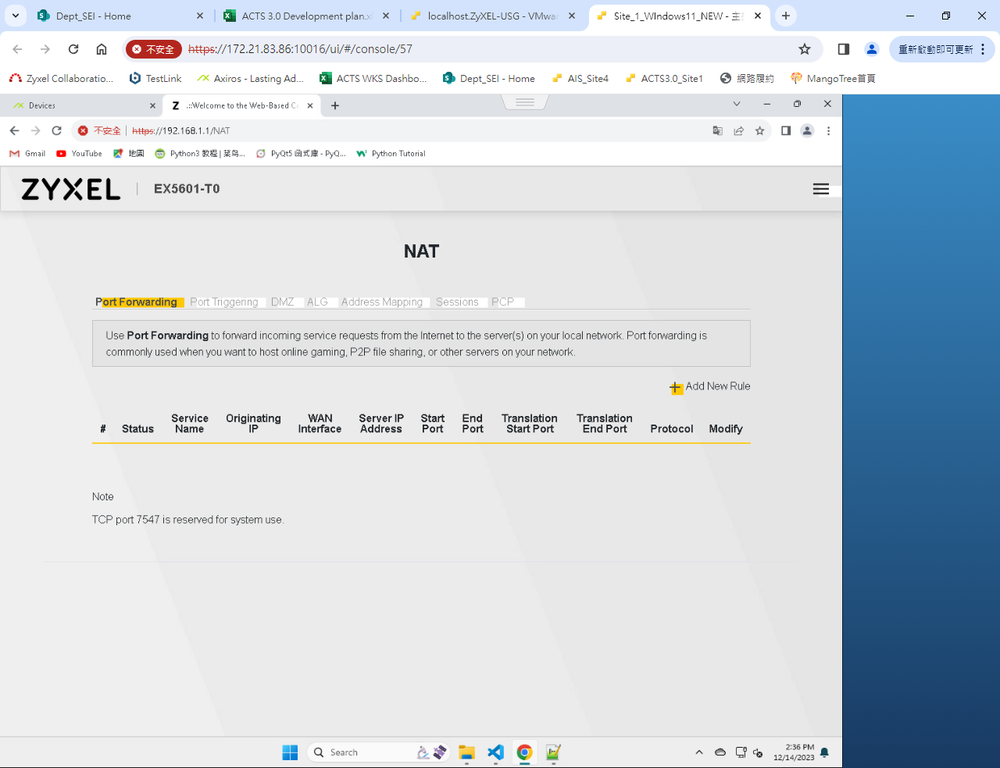 Dept_SEI - Home
ACTS 3.0 Development plan.x
localhost.ZyXEL-USG - VMwa
Site_1_WIndows11_NEW - 主
不安全 https://172.21.83.86:10016/ui/#/console/57
重新啟動即可更新
Zyxel Collaboratio...
TestLink
Axiros - Lasting Ad...
ACTS WKS Dashbo...
Dept_SEI - Home
AIS_Site4
ACTS3.0_Site1
網路履約
MangoTree首頁
Devices
.::Welcome to the Web-Based C
不安全 https://192.168.1.1/NAT
Gmail
YouTube
地圖
Python3 教程 | 菜鸟...
PyQt5 函式庫 - PyQ...
Python Tutorial
ZYXEL
EX5601-T0
NAT
Port Forwarding Port Triggering DMZ ALG Address Mapping Sessions PCP
Use Port Forwarding to forward incoming service requests from the Internet to the server(s) on your local network. Port forwarding is
commonly used when you want to host online gaming, P2P file sharing, or other servers on your network.
Add New Rule
# Status Service Name Originating IP WAN Interface Server IP Address Start Port End Port Translation Start Port Translation End Port Protocol Modify
Note
TCP port 7547 is reserved for system use.
Search
2:36 PM
12/14/2023